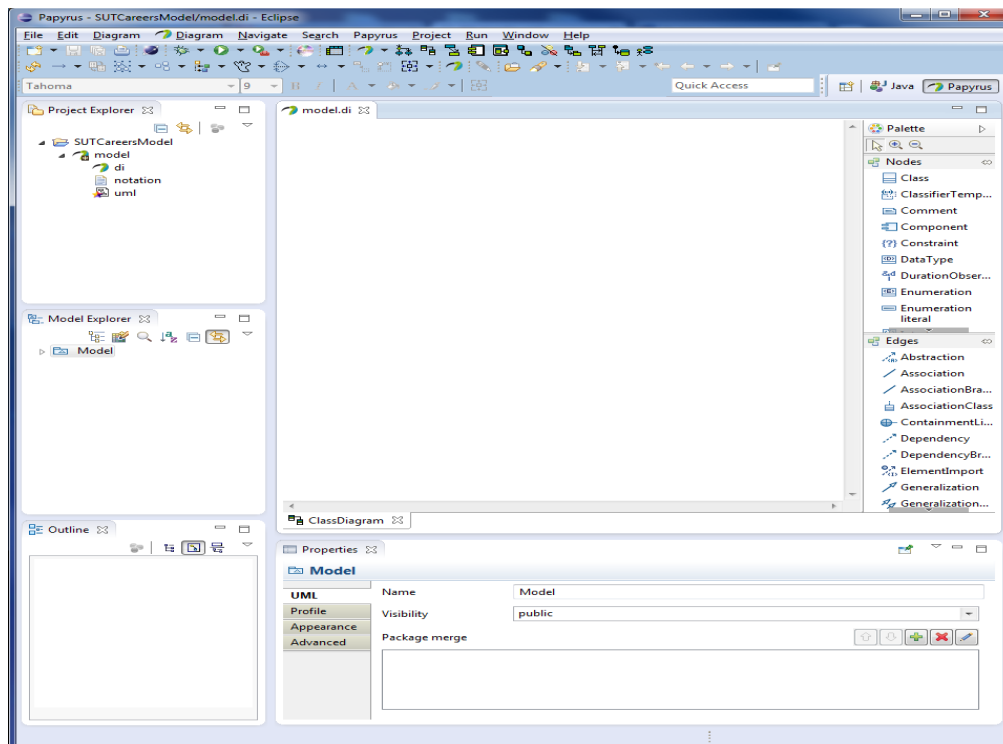 Papyrus - SUTCareersModel/model.di - Eclipse
File Edit Diagram Diagram Navigate Search Papyrus Project Run Window Help
Tahoma 9 Quick Access Java Papyrus
Project Explorer
SUTCareersModel
model
di
notation
uml
Model Explorer
Model
Outline
model.di
Palette
Nodes
Class
ClassifierTemp...
Comment
Component
{?} Constraint
DataType
DurationObser...
Enumeration
Enumeration
literal
Edges
Abstraction
Association
AssociationBra...
AssociationClass
ContainmentLi...
Dependency
DependencyBr...
ElementImport
Generalization
Generalization...
ClassDiagram
Properties
Model
UML
Profile
Appearance
Advanced
Name Model
Visibility public
Package merge